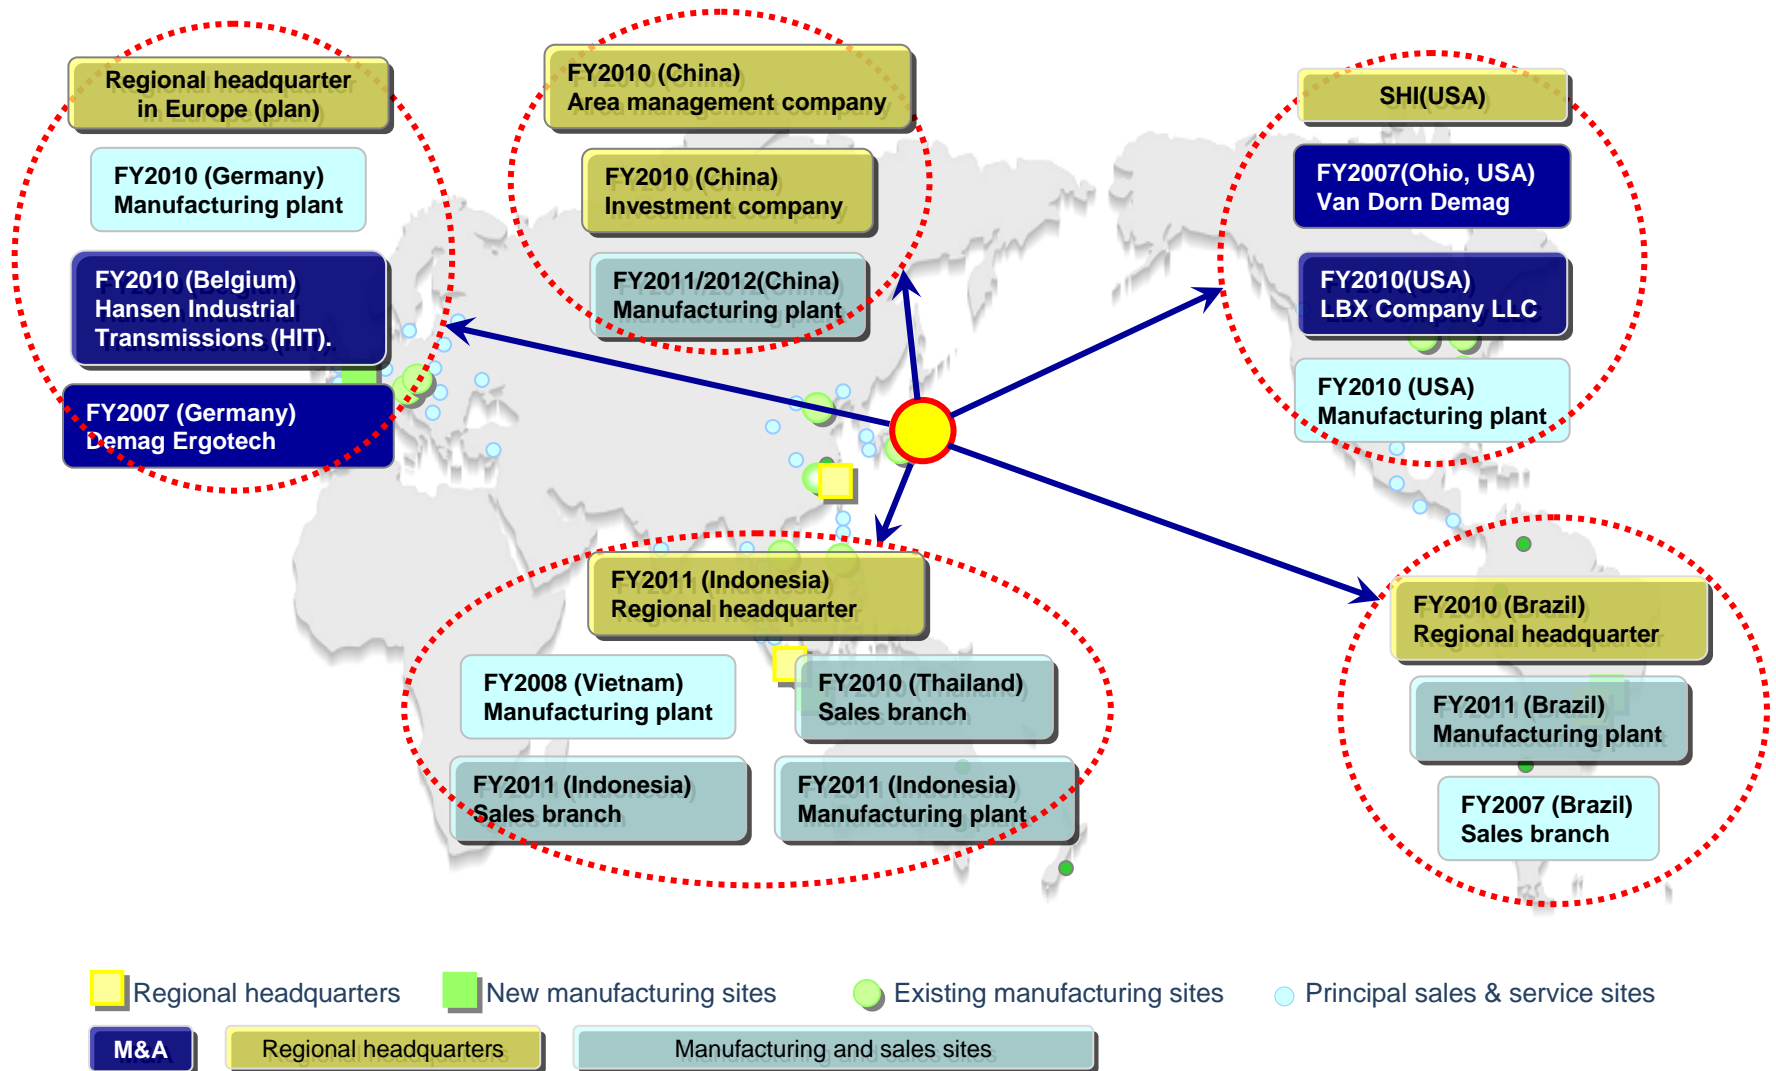 Regional headquarter
in Europe (plan)
FY2010 (Germany)
Manufacturing plant
FY2010 (Belgium)
Hansen Industrial
Transmissions (HIT).
FY2007 (Germany)
Demag Ergotech
FY2010 (China)
Area management company
FY2010 (China)
Investment company
FY2011/2012(China)
Manufacturing plant
SHI(USA)
FY2007(Ohio, USA)
Van Dorn Demag
FY2010(USA)
LBX Company LLC
FY2010 (USA)
Manufacturing plant
FY2011 (Indonesia)
Regional headquarter
FY2008 (Vietnam)
Manufacturing plant
FY2010 (Thailand)
Sales branch
FY2011 (Indonesia)
Sales branch
FY2011 (Indonesia)
Manufacturing plant
FY2010 (Brazil)
Regional headquarter
FY2011 (Brazil)
Manufacturing plant
FY2007 (Brazil)
Sales branch
Regional headquarters
New manufacturing sites
Existing manufacturing sites
Principal sales & service sites
M&A
Regional headquarters
Manufacturing and sales sites